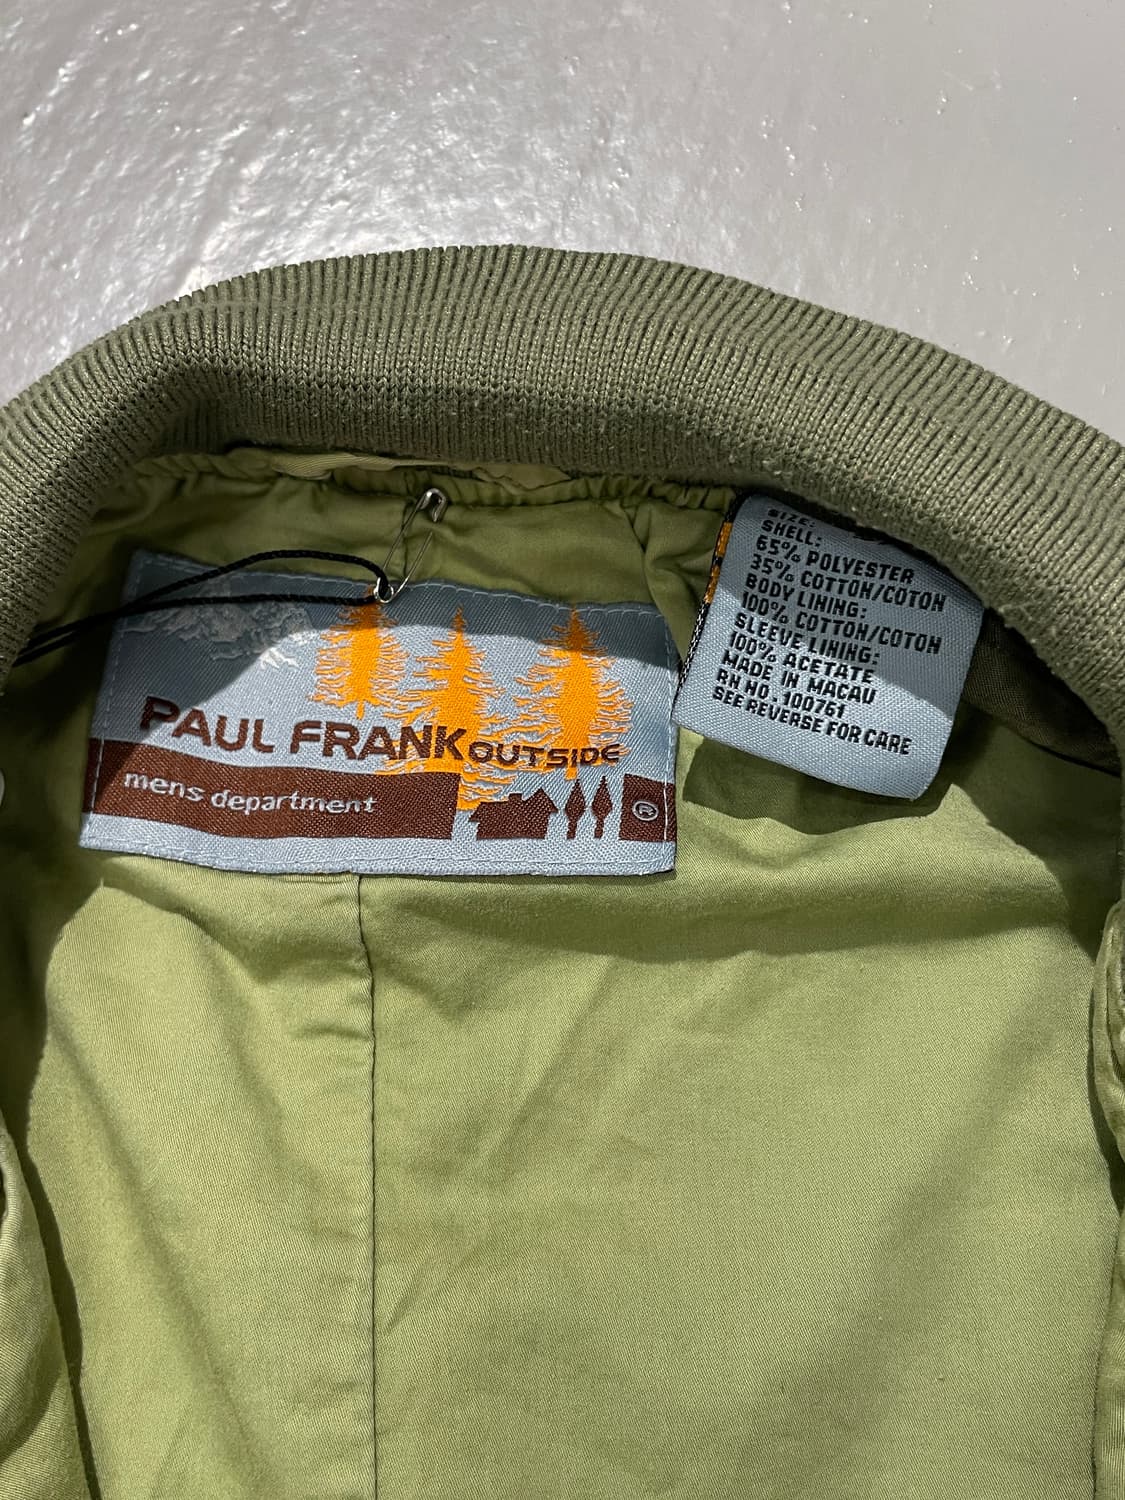 PAUL FRANK OUTSIDE
mens department
®
SIZE:
SHELL:
65% POLYESTER
35% COTTON/COTON
BODY LINING:
100% COTTON/COTON
SLEEVE LINING:
100% ACETATE
MADE IN MACAU
RN NO. 100761
SEE REVERSE FOR CARE